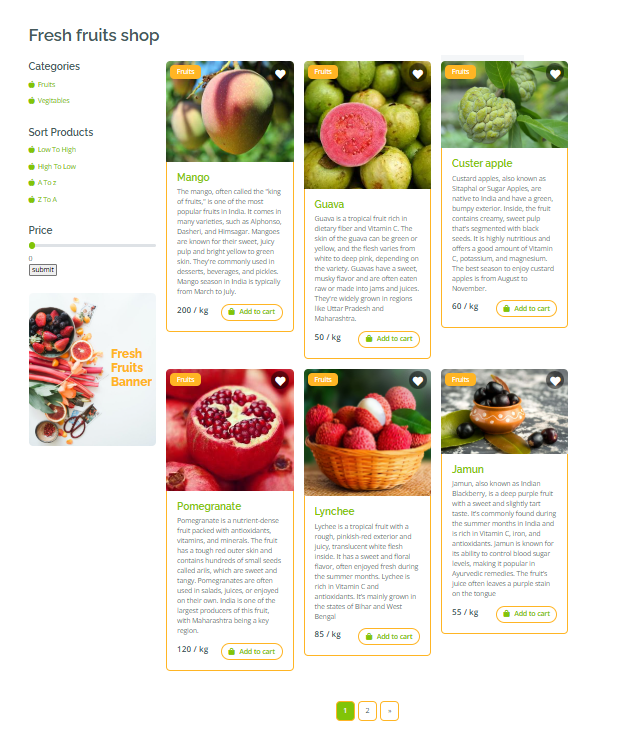 Fresh fruits shop
Categories
Fruits
Vegitables
Sort Products
Low To High
High To Low
A To z
Z To A
Price
0
submit
Fresh
Fruits
Banner
Fruits
Mango
The mango, often called the "king
of fruits," is one of the most
popular fruits in India. It comes in
many varieties, such as Alphonso,
Dasheri, and Himsagar. Mangoes
are known for their sweet, juicy
pulp and bright yellow to green
skin. They're commonly used in
desserts, beverages, and pickles.
Mango season in India is typically
from March to July.
200 / kg
Add to cart
Fruits
Guava
Guava is a tropical fruit rich in
dietary fiber and Vitamin C. The
skin of the guava can be green or
yellow, and the flesh varies from
white to deep pink, depending on
the variety. Guavas have a sweet,
musky flavor and are often eaten
raw or made into jams and juices.
They're widely grown in regions
like Uttar Pradesh and
Maharashtra.
50 / kg
Add to cart
Fruits
Custer apple
Custard apples, also known as
Sitaphal or Sugar Apples, are
native to India and have a green,
bumpy exterior. Inside, the fruit
contains creamy, sweet pulp
that's segmented with black
seeds. It is highly nutritious and
offers a good amount of Vitamin
C, potassium, and magnesium.
The best season to enjoy custard
apples is from August to
November.
60 / kg
Add to cart
Fruits
Pomegranate
Pomegranate is a nutrient-dense
fruit packed with antioxidants,
vitamins, and minerals. The fruit
has a tough red outer skin and
contains hundreds of small seeds
called arils, which are sweet and
tangy. Pomegranates are often
used in salads, juices, or enjoyed
on their own. India is one of the
largest producers of this fruit,
with Maharashtra being a key
region.
120 / kg
Add to cart
Fruits
Lynchee
Lychee is a tropical fruit with a
rough, pinkish-red exterior and
juicy, translucent white flesh
inside. It has a sweet and floral
flavor, often enjoyed fresh during
the summer months. Lychee is
rich in Vitamin C and
antioxidants. It's mainly grown in
the states of Bihar and West
Bengal
85 / kg
Add to cart
Fruits
Jamun
Jamun, also known as Indian
Blackberry, is a deep purple fruit
with a sweet and slightly tart
taste. It's commonly found during
the summer months in India and
is rich in Vitamin C, iron, and
antioxidants. Jamun is known for
its ability to control blood sugar
levels, making it popular in
Ayurvedic remedies. The fruit's
juice often leaves a purple stain
on the tongue
55 / kg
Add to cart
1
2
»